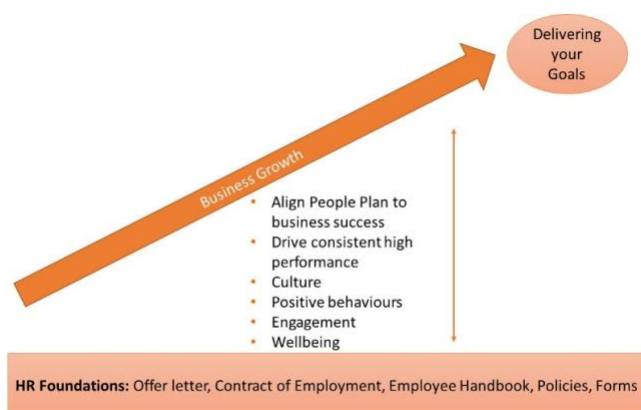 Delivering
your
Goals
Business Growth
• Align People Plan to
business success
• Drive consistent high
performance
• Culture
• Positive behaviours
• Engagement
• Wellbeing
HR Foundations: Offer letter, Contract of Employment, Employee Handbook, Policies, Forms